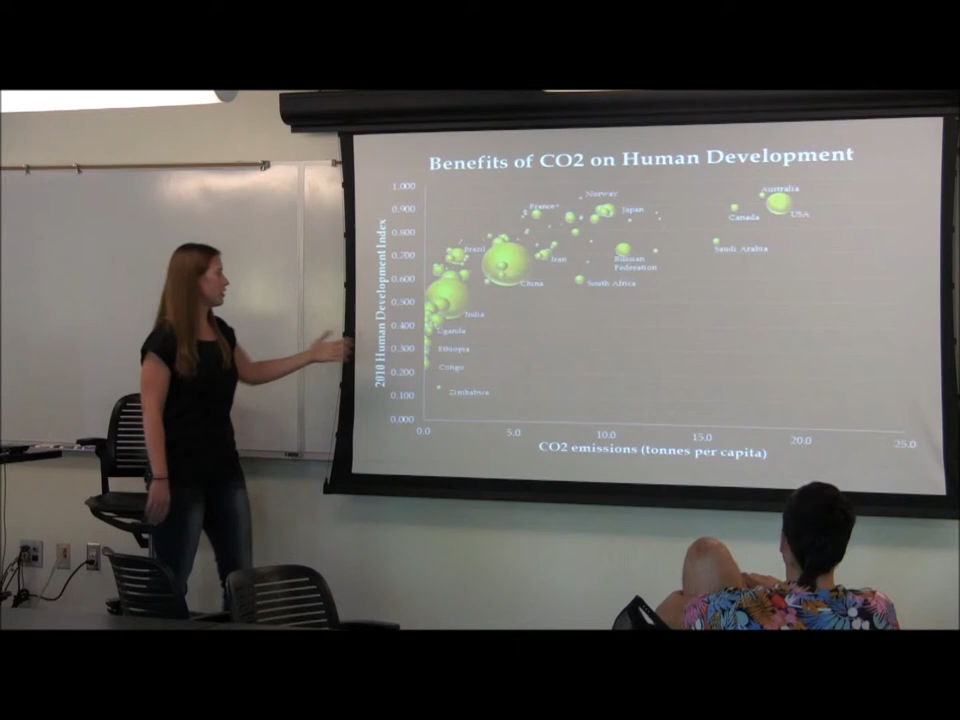 Benefits of CO2 on Human Development
2010 Human Development Index
1.000
0.900
0.800
0.700
0.600
0.500
0.400
0.300
0.200
0.100
0.000
Norway
France
Japan
Australia
Canada
USA
Brazil
Iran
Russian
Federation
Saudi Arabia
China
South Africa
India
Uganda
Ethiopia
Congo
Zimbabwe
0.0
5.0
10.0
15.0
20.0
25.0
CO2 emissions (tonnes per capita)